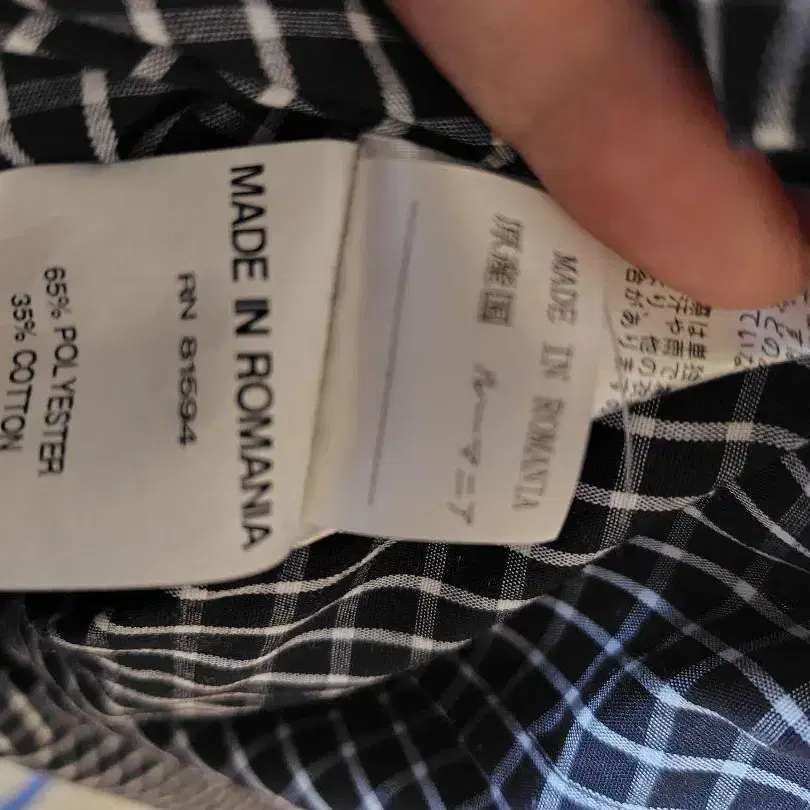 MADE IN ROMANIA
RN 81594
65% POLYESTER
35% COTTON
MADE IN ROMANIA
原産国 ルーマニア